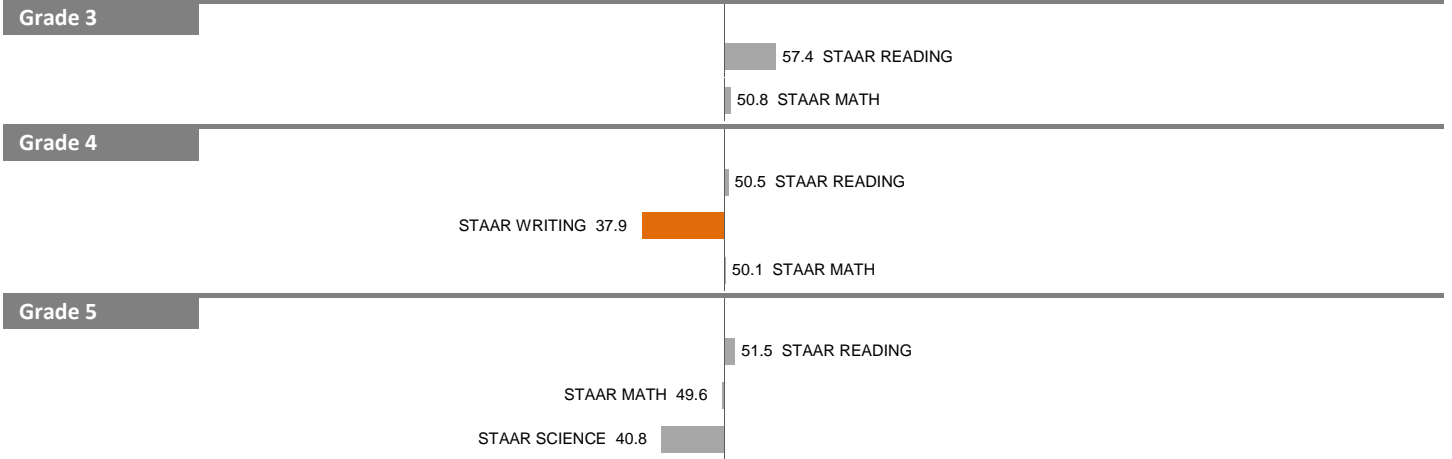 Grade 3
57.4 STAAR READING
50.8 STAAR MATH
Grade 4
50.5 STAAR READING
STAAR WRITING 37.9
50.1 STAAR MATH
Grade 5
51.5 STAAR READING
STAAR MATH 49.6
STAAR SCIENCE 40.8